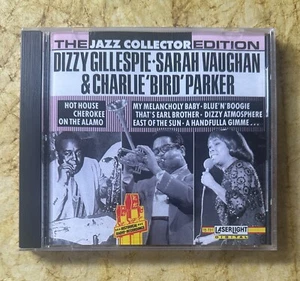 THE JAZZ COLLECTOR EDITION
DIZZY GILLESPIE·SARAH VAUGHAN
& CHARLIE 'BIRD' PARKER
HOT HOUSE
CHEROKEE
ON THE ALAMO
MY MELANCHOLY BABY·BLUE'N'BOOGIE
THAT'S EARL BROTHER·DIZZY ATMOSPHERE
EAST OF THE SUN·A HANDFULLA GIMME....
LASERLIGHT
DIGITAL